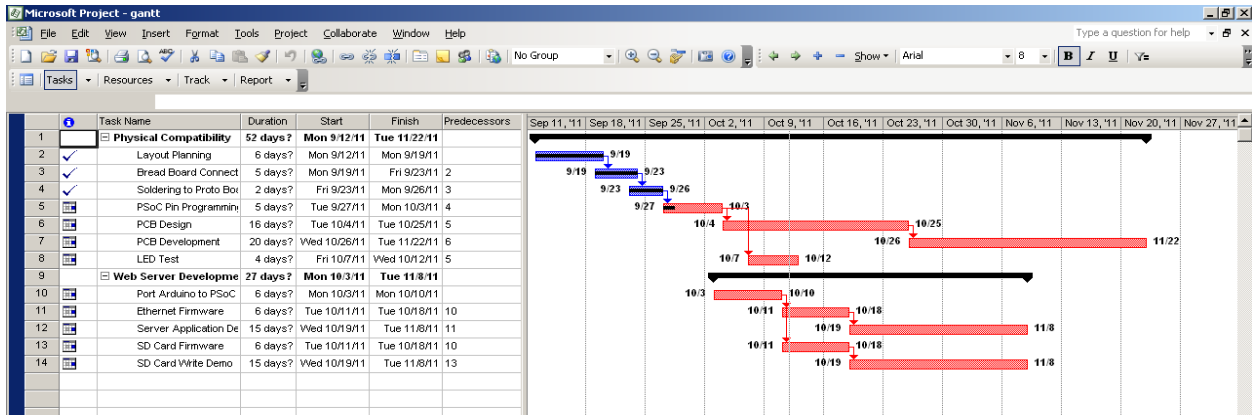 Microsoft Project - gantt
File Edit View Insert Format Tools Project Collaborate Window Help Type a question for help
No Group Show Arial 8 B I U
Tasks Resources Track Report
Task Name Duration Start Finish Predecessors Sep 11, '11 Sep 18, '11 Sep 25, '11 Oct 2, '11 Oct 9, '11 Oct 16, '11 Oct 23, '11 Oct 30, '11 Nov 6, '11 Nov 13, '11 Nov 20, '11 Nov 27, '11
1 Physical Compatibility 52 days? Mon 9/12/11 Tue 11/22/11
2 Layout Planning 6 days? Mon 9/12/11 Mon 9/19/11 9/19
3 Bread Board Connect 5 days? Mon 9/19/11 Fri 9/23/11 2 9/19 9/23
4 Soldering to Proto Boa 2 days? Fri 9/23/11 Mon 9/26/11 3 9/23 9/26
5 PSoC Pin Programming 5 days? Tue 9/27/11 Mon 10/3/11 4 9/27 10/3
6 PCB Design 16 days? Tue 10/4/11 Tue 10/25/11 5 10/4 10/25
7 PCB Development 20 days? Wed 10/26/11 Tue 11/22/11 6 10/26 11/22
8 LED Test 4 days? Fri 10/7/11 Wed 10/12/11 5 10/7 10/12
9 Web Server Developme 27 days? Mon 10/3/11 Tue 11/8/11
10 Port Arduino to PSoC 6 days? Mon 10/3/11 Mon 10/10/11 10/3 10/10
11 Ethernet Firmware 6 days? Tue 10/11/11 Tue 10/18/11 10 10/11 10/18
12 Server Application De 15 days? Wed 10/19/11 Tue 11/8/11 11 10/19 11/8
13 SD Card Firmware 6 days? Tue 10/11/11 Tue 10/18/11 10 10/11 10/18
14 SD Card Write Demo 15 days? Wed 10/19/11 Tue 11/8/11 13 10/19 11/8